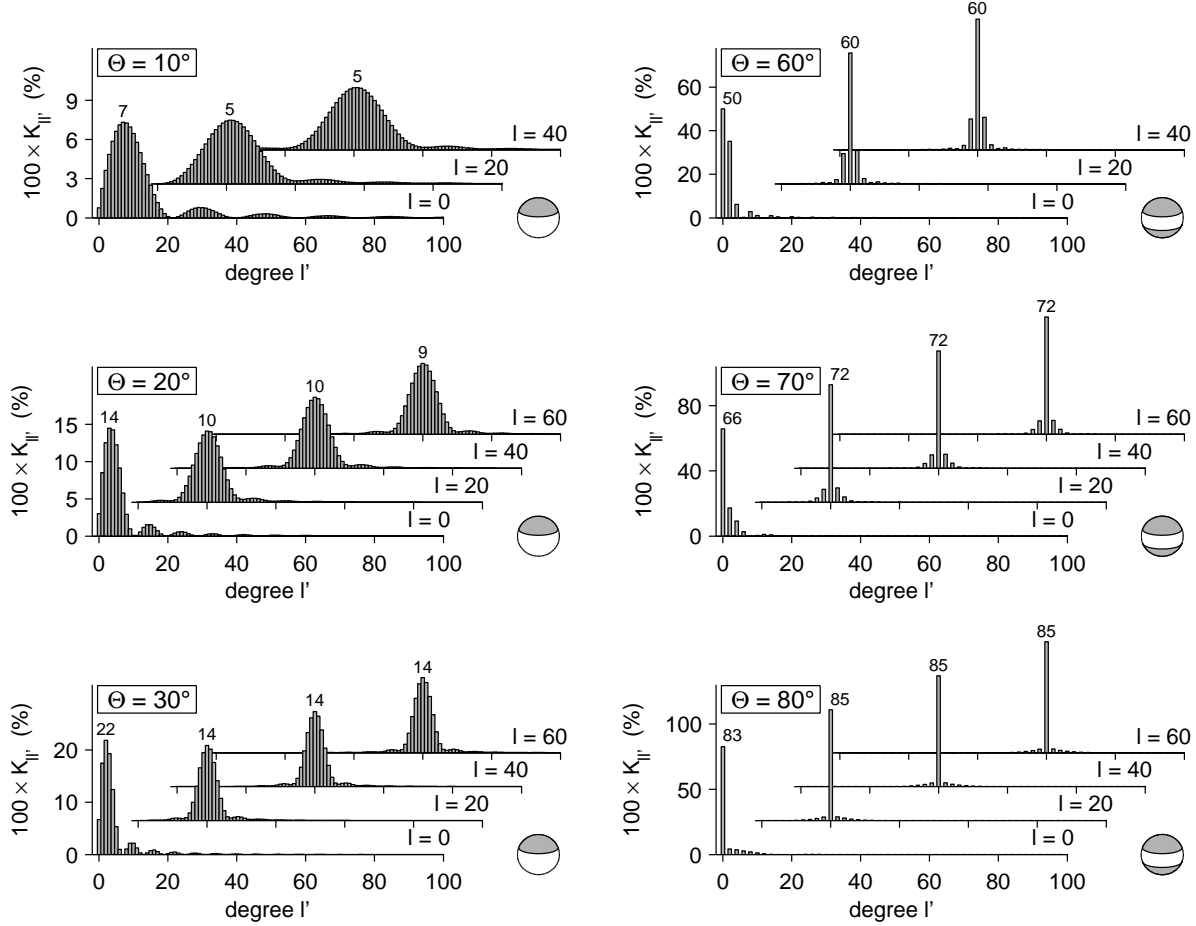 Θ = 10°
100 × Kll' (%)
9
6
3
0
7
5
5
l = 40
l = 20
l = 0
0 20 40 60 80 100
degree l'
Θ = 60°
100 × Kll' (%)
60
40
20
0
50
60
60
l = 40
l = 20
l = 0
0 20 40 60 80 100
degree l'
Θ = 20°
100 × Kll' (%)
15
10
5
0
14
10
10
9
l = 60
l = 40
l = 20
l = 0
0 20 40 60 80 100
degree l'
Θ = 70°
100 × Kll' (%)
80
40
0
66
72
72
72
l = 60
l = 40
l = 20
l = 0
0 20 40 60 80 100
degree l'
Θ = 30°
100 × Kll' (%)
20
10
0
22
14
14
14
l = 60
l = 40
l = 20
l = 0
0 20 40 60 80 100
degree l'
Θ = 80°
100 × Kll' (%)
100
50
0
83
85
85
85
l = 60
l = 40
l = 20
l = 0
0 20 40 60 80 100
degree l'